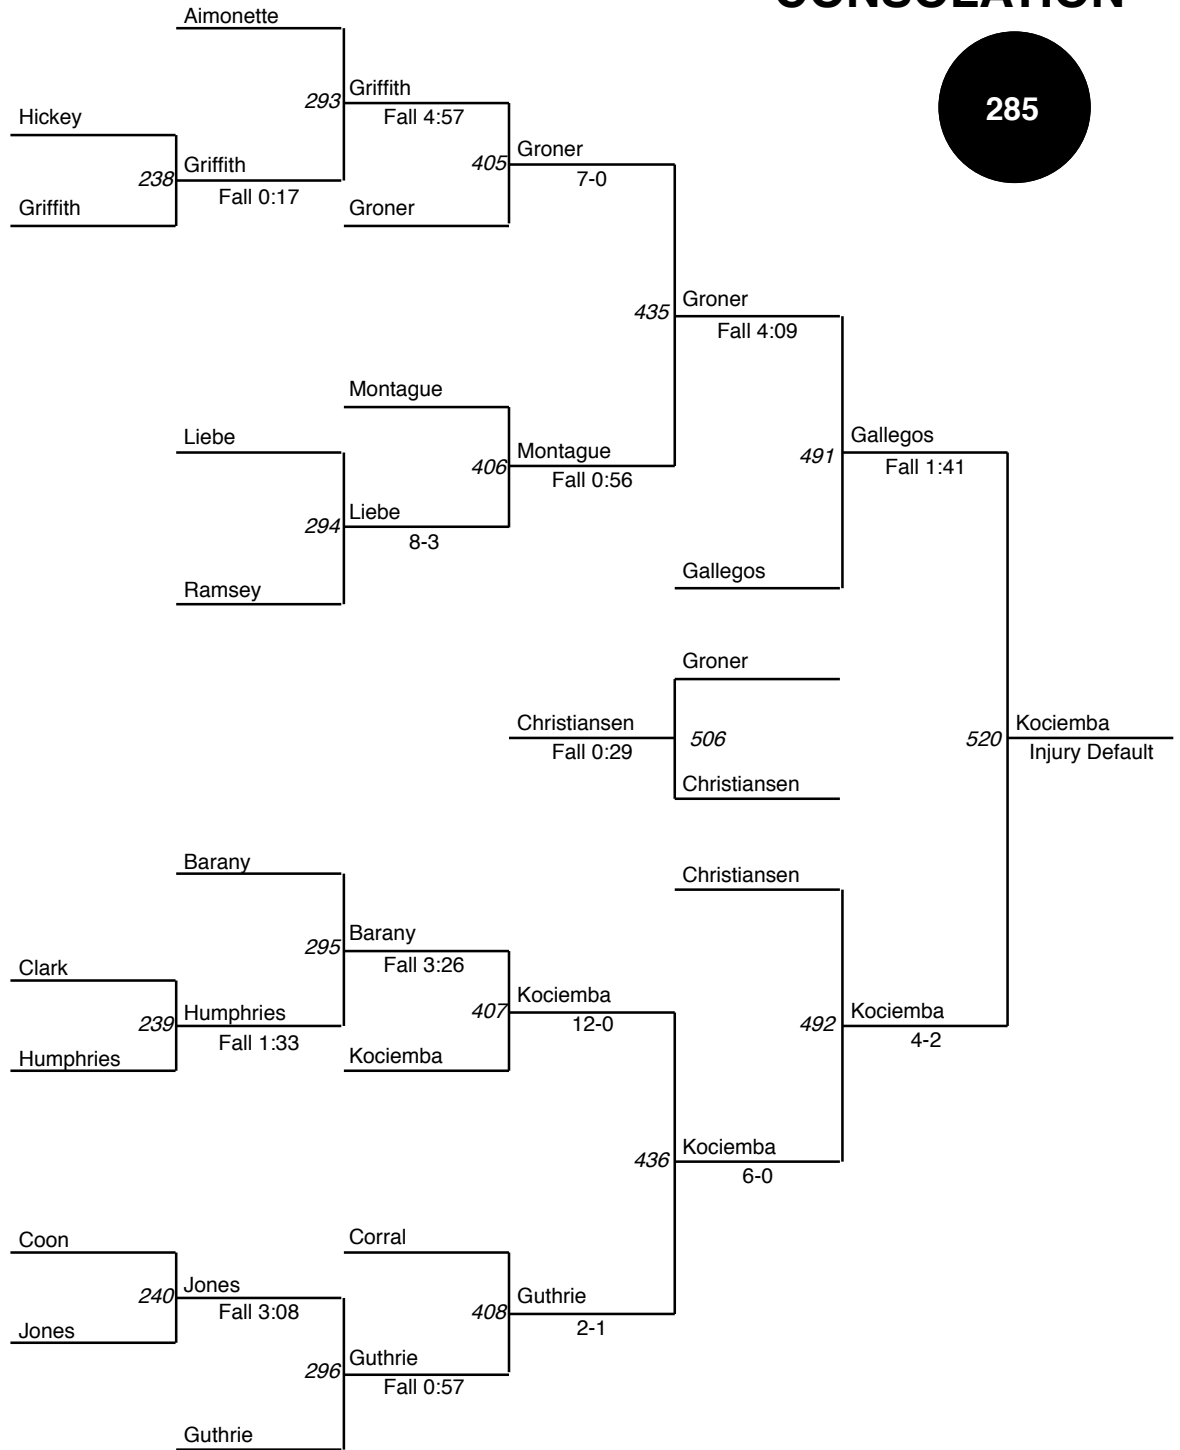 CONSOLATION
285
Aimonette
293
Griffith
Fall 4:57
Hickey
238
Griffith
Fall 0:17
Griffith
Groner
405
Groner
7-0
435
Groner
Fall 4:09
Montague
Liebe
406
Montague
Fall 0:56
294
Liebe
8-3
Ramsey
491
Gallegos
Fall 1:41
Gallegos
Groner
Christiansen
Fall 0:29
506
Christiansen
520
Kociemba
Injury Default
Barany
Christiansen
295
Barany
Fall 3:26
Clark
239
Humphries
Fall 1:33
Humphries
Kociemba
407
Kociemba
12-0
492
Kociemba
4-2
436
Kociemba
6-0
Coon
Corral
240
Jones
Fall 3:08
Jones
408
Guthrie
2-1
296
Guthrie
Fall 0:57
Guthrie